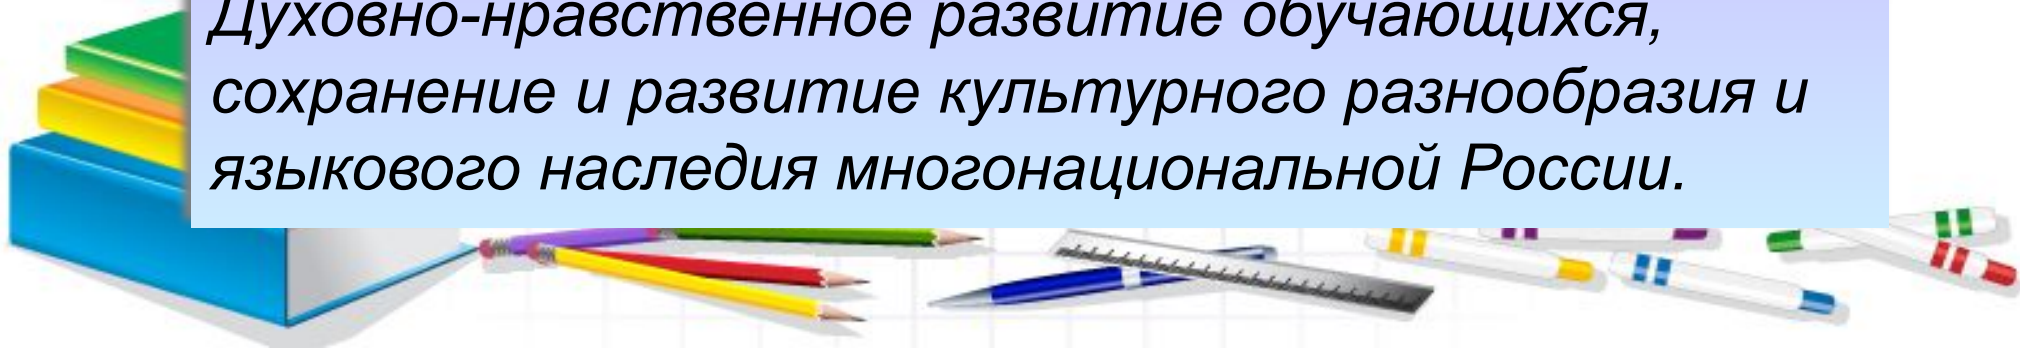 Духовно-нравственное развитие обучающихся,
сохранение и развитие культурного разнообразия и
языкового наследия многонациональной России.